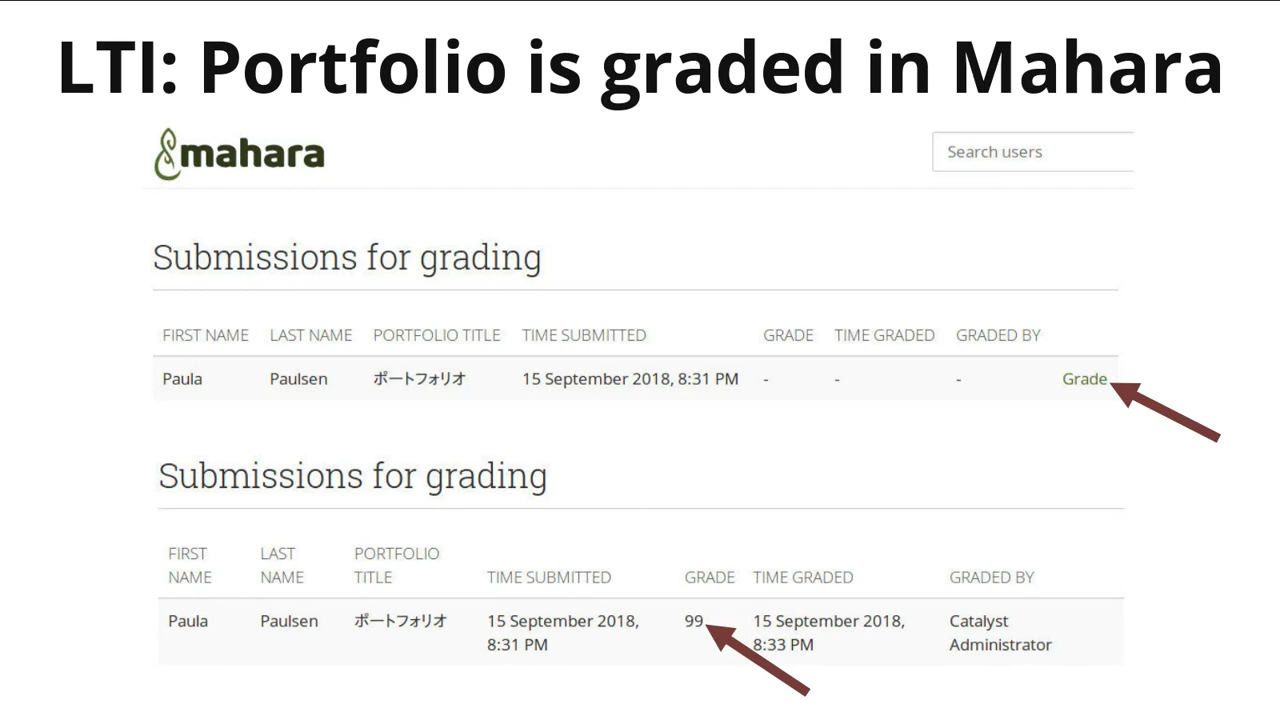 LTI: Portfolio is graded in Mahara
mahara
Search users
Submissions for grading
FIRST NAME LAST NAME PORTFOLIO TITLE TIME SUBMITTED GRADE TIME GRADED GRADED BY
Paula Paulsen ポートフォリオ 15 September 2018, 8:31 PM - - - Grade
Submissions for grading
FIRST LAST PORTFOLIO
NAME NAME TITLE TIME SUBMITTED GRADE TIME GRADED GRADED BY
Paula Paulsen ポートフォリオ 15 September 2018, 99 15 September 2018, Catalyst
8:31 PM 8:33 PM Administrator